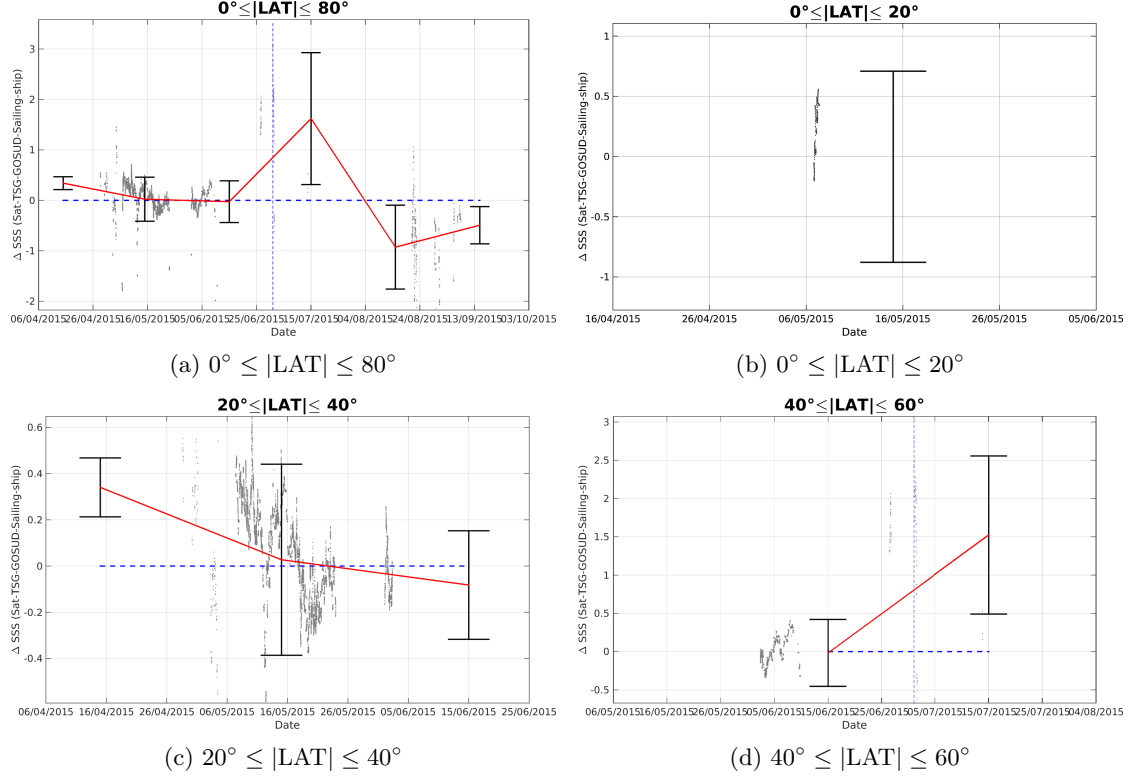 0°≤|LAT|≤ 80°
Δ SSS (Sat-TSG-GOSUD-Sailing-ship)
3
2
1
0
-1
-2
06/04/2015 26/04/2015 16/05/2015 05/06/2015 25/06/2015 15/07/2015 04/08/2015 24/08/2015 13/09/2015 03/10/2015
Date
(a) 0° ≤ |LAT| ≤ 80°
0°≤|LAT|≤ 20°
Δ SSS (Sat-TSG-GOSUD-Sailing-ship)
1
0.5
0
-0.5
-1
16/04/2015 26/04/2015 06/05/2015 16/05/2015 26/05/2015 05/06/2015
Date
(b) 0° ≤ |LAT| ≤ 20°
20°≤|LAT|≤ 40°
Δ SSS (Sat-TSG-GOSUD-Sailing-ship)
0.6
0.4
0.2
0
-0.2
-0.4
06/04/2015 16/04/2015 26/04/2015 06/05/2015 16/05/2015 26/05/2015 05/06/2015 15/06/2015 25/06/2015
Date
(c) 20° ≤ |LAT| ≤ 40°
40°≤|LAT|≤ 60°
Δ SSS (Sat-TSG-GOSUD-Sailing-ship)
3
2.5
2
1.5
1
0.5
0
-0.5
06/05/2015 16/05/2015 26/05/2015 05/06/2015 15/06/2015 25/06/2015 05/07/2015 15/07/2015 25/07/2015 04/08/2015
Date
(d) 40° ≤ |LAT| ≤ 60°